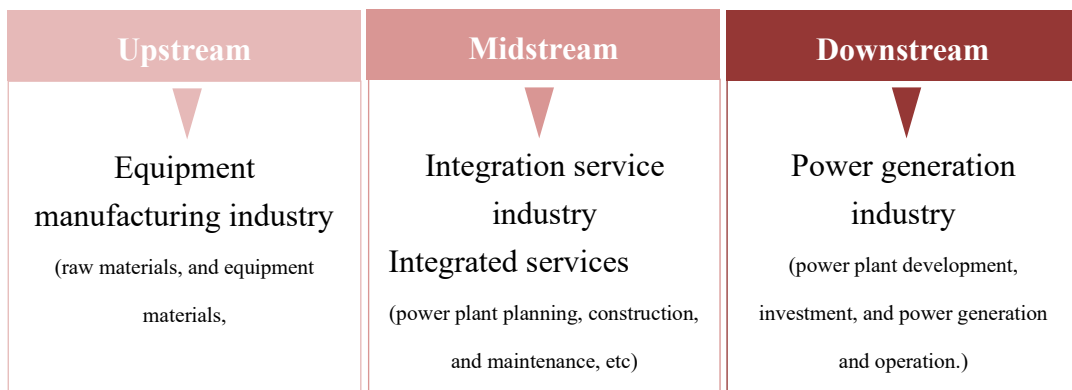 Upstream
Equipment
manufacturing industry
(raw materials, and equipment
materials,
Midstream
Integration service
industry
Integrated services
(power plant planning, construction,
and maintenance, etc)
Downstream
Power generation
industry
(power plant development,
investment, and power generation
and operation.)